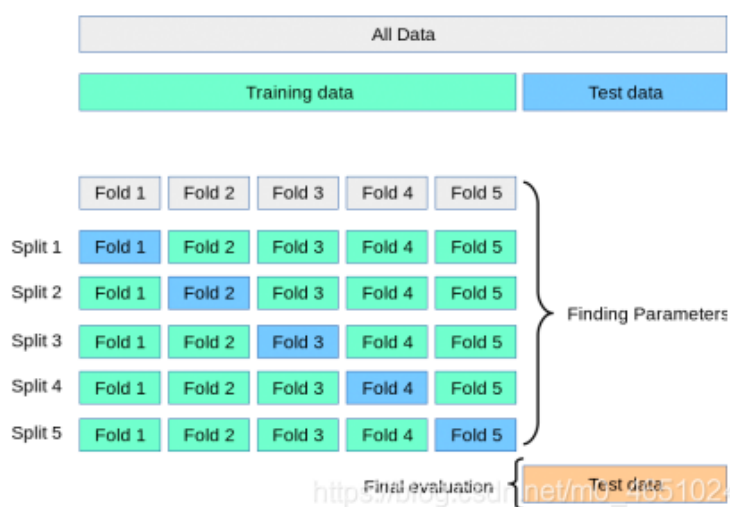 All Data
Training data Test data
Fold 1 Fold 2 Fold 3 Fold 4 Fold 5
Split 1 Fold 1 Fold 2 Fold 3 Fold 4 Fold 5
Split 2 Fold 1 Fold 2 Fold 3 Fold 4 Fold 5
Finding Parameters
Split 3 Fold 1 Fold 2 Fold 3 Fold 4 Fold 5
Split 4 Fold 1 Fold 2 Fold 3 Fold 4 Fold 5
Split 5 Fold 1 Fold 2 Fold 3 Fold 4 Fold 5
Final evaluation Test data